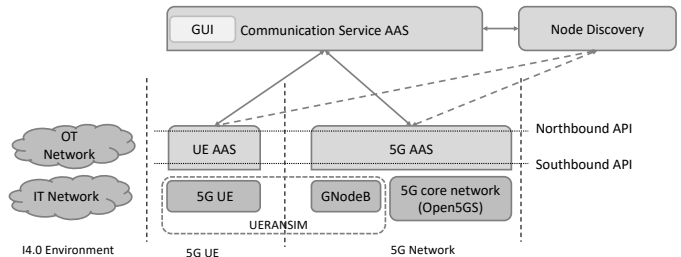 GUI
Communication Service AAS
Node Discovery
OT
Network
UE AAS
5G AAS
Northbound API
Southbound API
IT Network
5G UE
GNodeB
5G core network
(Open5GS)
UERANSIM
I4.0 Environment
5G UE
5G Network